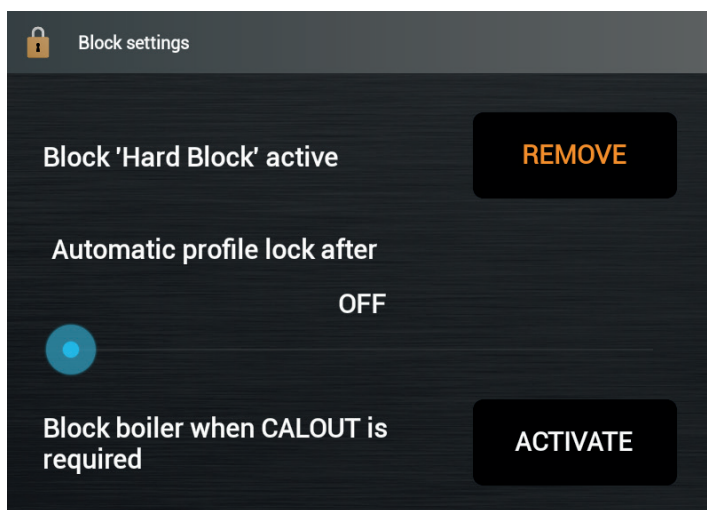 Block settings
Block 'Hard Block' active
REMOVE
Automatic profile lock after
OFF
Block boiler when CALOUT is
required
ACTIVATE